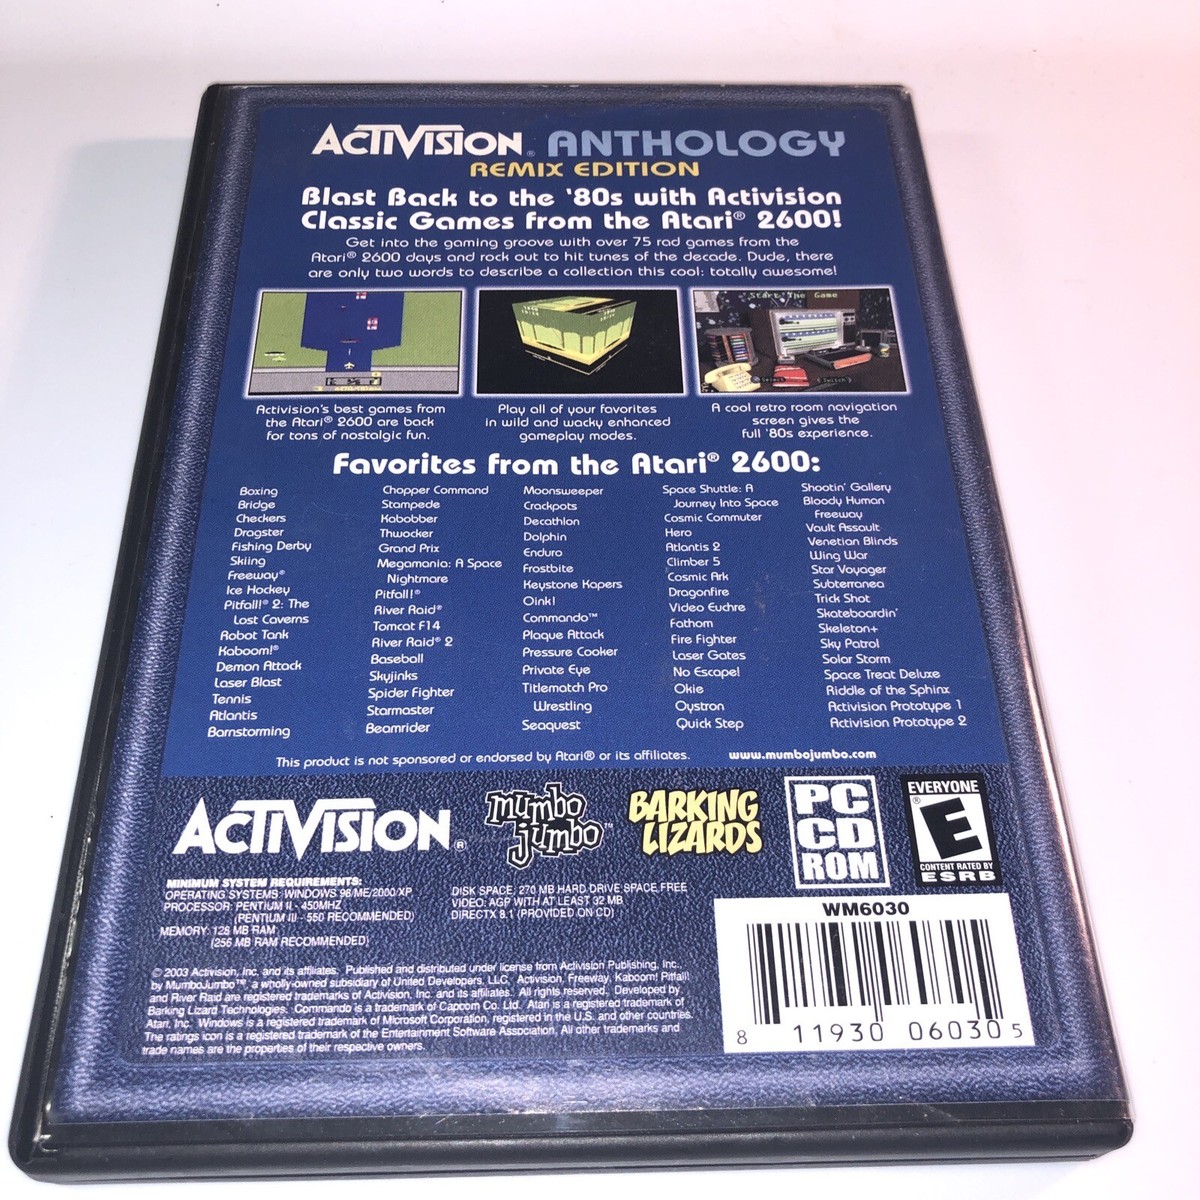 ACTIVISION® ANTHOLOGY
REMIX EDITION
Blast Back to the '80s with Activision
Classic Games from the Atari® 2600!
Get into the gaming groove with over 75 rad games from the
Atari® 2600 days and rock out to hit tunes of the decade. Dude, there
are only two words to describe a collection this cool: totally awesome!
Start The Game
Select
Switch
Activision's best games from
the Atari® 2600 are back
for tons of nostalgic fun.
Play all of your favorites
in wild and wacky enhanced
gameplay modes.
A cool retro room navigation
screen gives the
full '80s experience.
Favorites from the Atari® 2600:
Boxing
Bridge
Checkers
Dragster
Fishing Derby
Skiing
Freeway®
Ice Hockey
Pitfall!® 2: The
Lost Caverns
Robot Tank
Kaboom!®
Demon Attack
Laser Blast
Tennis
Atlantis
Barnstorming
Chopper Command
Stampede
Kabobber
Thwocker
Grand Prix
Megamania: A Space
Nightmare
Pitfall!®
River Raid®
Tomcat F14
River Raid® 2
Baseball
Skyjinks
Spider Fighter
Starmaster
Beamrider
Moonsweeper
Crackpots
Decathlon
Dolphin
Enduro
Frostbite
Keystone Kapers
Oink!
Commando™
Plaque Attack
Pressure Cooker
Private Eye
Titlematch Pro
Wrestling
Seaquest
Space Shuttle: A
Journey Into Space
Cosmic Commuter
Hero
Atlantis 2
Climber 5
Cosmic Ark
Dragonfire
Video Euchre
Fathom
Fire Fighter
Laser Gates
No Escape!
Okie
Oystron
Quick Step
Shootin' Gallery
Bloody Human
Freeway
Vault Assault
Venetian Blinds
Wing War
Star Voyager
Subterranea
Trick Shot
Skateboardin'
Skeleton+
Sky Patrol
Solar Storm
Space Treat Deluxe
Riddle of the Sphinx
Activision Prototype 1
Activision Prototype 2
This product is not sponsored or endorsed by Atari® or its affiliates.
www.mumbojumbo.com
ACTIVISION®
mumbo
jumbo™
BARKING
LIZARDS
PC
CD
ROM
EVERYONE
E®
CONTENT RATED BY
ESRB
MINIMUM SYSTEM REQUIREMENTS:
OPERATING SYSTEMS: WINDOWS 98/ME/2000/XP
PROCESSOR: PENTIUM II - 450MHZ
(PENTIUM III - 550 RECOMMENDED)
MEMORY: 128 MB RAM
(256 MB RAM RECOMMENDED)
DISK SPACE: 270 MB HARD DRIVE SPACE FREE
VIDEO: AGP WITH AT LEAST 32 MB
DIRECTX 8.1 (PROVIDED ON CD)
© 2003 Activision, Inc. and its affiliates. Published and distributed under license from Activision Publishing, Inc.,
by MumboJumbo™, a wholly-owned subsidiary of United Developers, LLC. Activision, Freeway, Kaboom! Pitfall!
and River Raid are registered trademarks of Activision, Inc. and its affiliates. All rights reserved. Developed by
Barking Lizard Technologies. Commando is a trademark of Capcom Co. Ltd. Atari is a registered trademark of
Atari, Inc. Windows is a registered trademark of Microsoft Corporation, registered in the U.S. and other countries.
The ratings icon is a registered trademark of the Entertainment Software Association. All other trademarks and
trade names are the properties of their respective owners.
WM6030
8 11930 06030 5